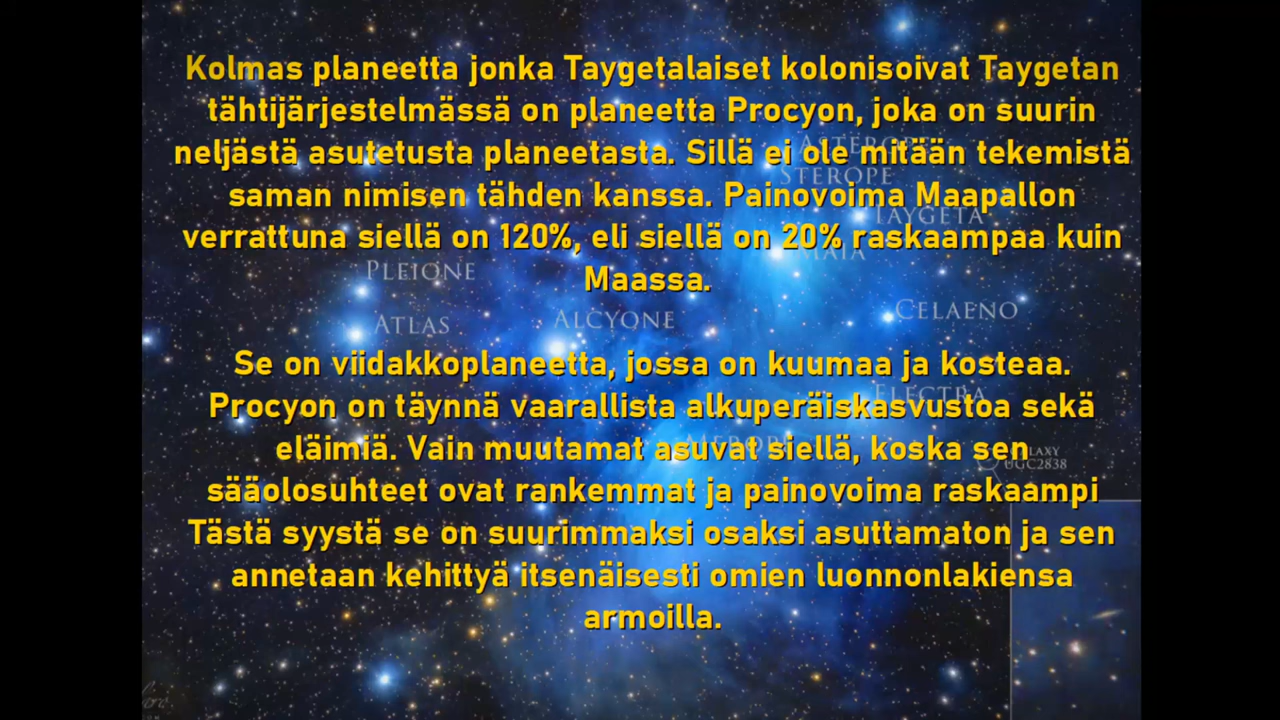 Kolmas planeetta jonka Taygetalaiset kolonisoivat Taygetan
tähtijärjestelmässä on planeetta Procyon, joka on suurin
neljästä asutetusta planeetasta. Sillä ei ole mitään tekemistä
saman nimisen tähden kanssa. Painovoima Maapallon
verrattuna siellä on 120%, eli siellä on 20% raskaampaa kuin
Maassa.
Se on viidakkoplaneetta, jossa on kuumaa ja kosteaa.
Procyon on täynnä vaarallista alkuperäiskasvustoa sekä
eläimiä. Vain muutamat asuvat siellä, koska sen
sääolosuhteet ovat rankemmat ja painovoima raskaampi
Tästä syystä se on suurimmaksi osaksi asuttamaton ja sen
annetaan kehittyä itsenäisesti omien luonnonlakiensa
armoilla.
ASTEROPE
STEROPE
TAYGETA
MAIA
PLEIONE
CELAENO
ATLAS
ALCYONE
ELECTRA
MEROPE
UGC2838